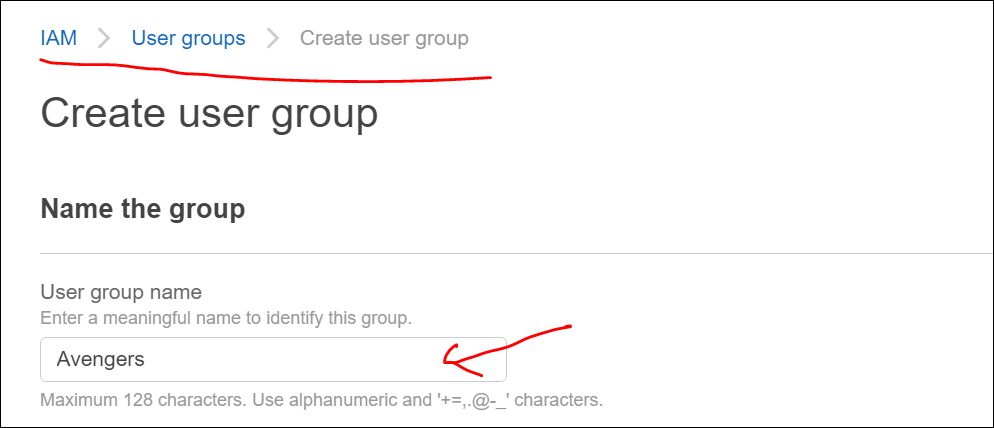 IAM > User groups > Create user group
Create user group
Name the group
User group name
Enter a meaningful name to identify this group.
Avengers
Maximum 128 characters. Use alphanumeric and '+=,.@-_' characters.